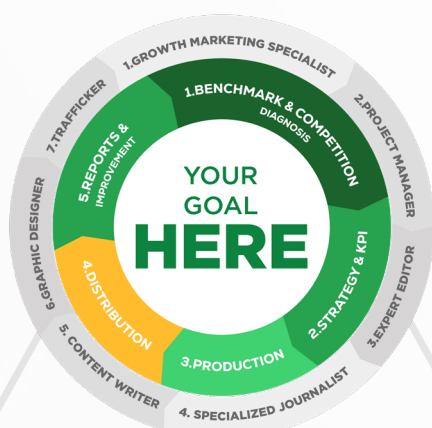 1.GROWTH MARKETING SPECIALIST
2.PROJECT MANAGER
3.EXPERT EDITOR
4. SPECIALIZED JOURNALIST
5. CONTENT WRITER
6.GRAPHIC DESIGNER
7.TRAFFICKER
1.BENCHMARK & COMPETITION
DIAGNOSIS
2.STRATEGY & KPI
3.PRODUCTION
4.DISTRIBUTION
5.REPORTS &
IMPROVEMENT
YOUR
GOAL
HERE